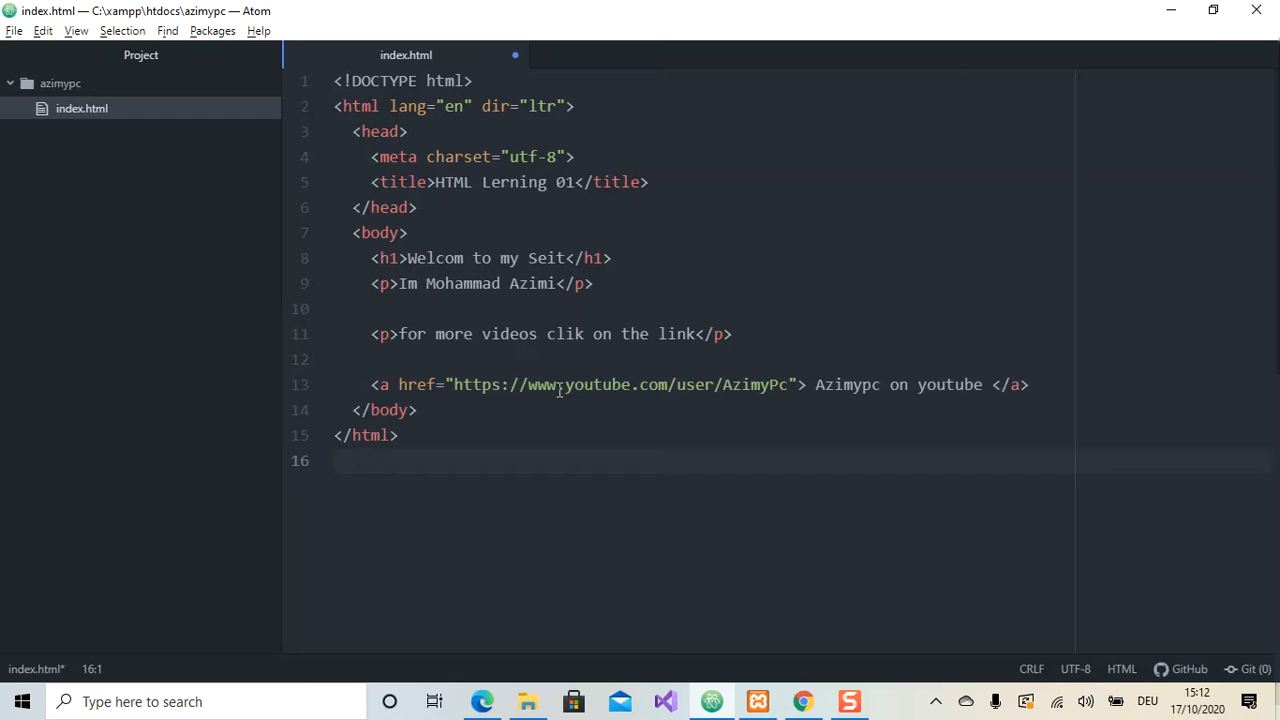 index.html — C:\xampp\htdocs\azimypc — Atom
File Edit View Selection Find Packages Help
Project
index.html
azimypc
index.html
1 <!DOCTYPE html>
2 <html lang="en" dir="ltr">
3 <head>
4 <meta charset="utf-8">
5 <title>HTML Lerning 01</title>
6 </head>
7 <body>
8 <h1>Welcom to my Seit</h1>
9 <p>Im Mohammad Azimi</p>
10
11 <p>for more videos clik on the link</p>
12
13 <a href="https://www.youtube.com/user/AzimyPc"> Azimypc on youtube </a>
14 </body>
15 </html>
16
index.html* 16:1 CRLF UTF-8 HTML GitHub Git (0)
Type here to search DEU 15:12
17/10/2020